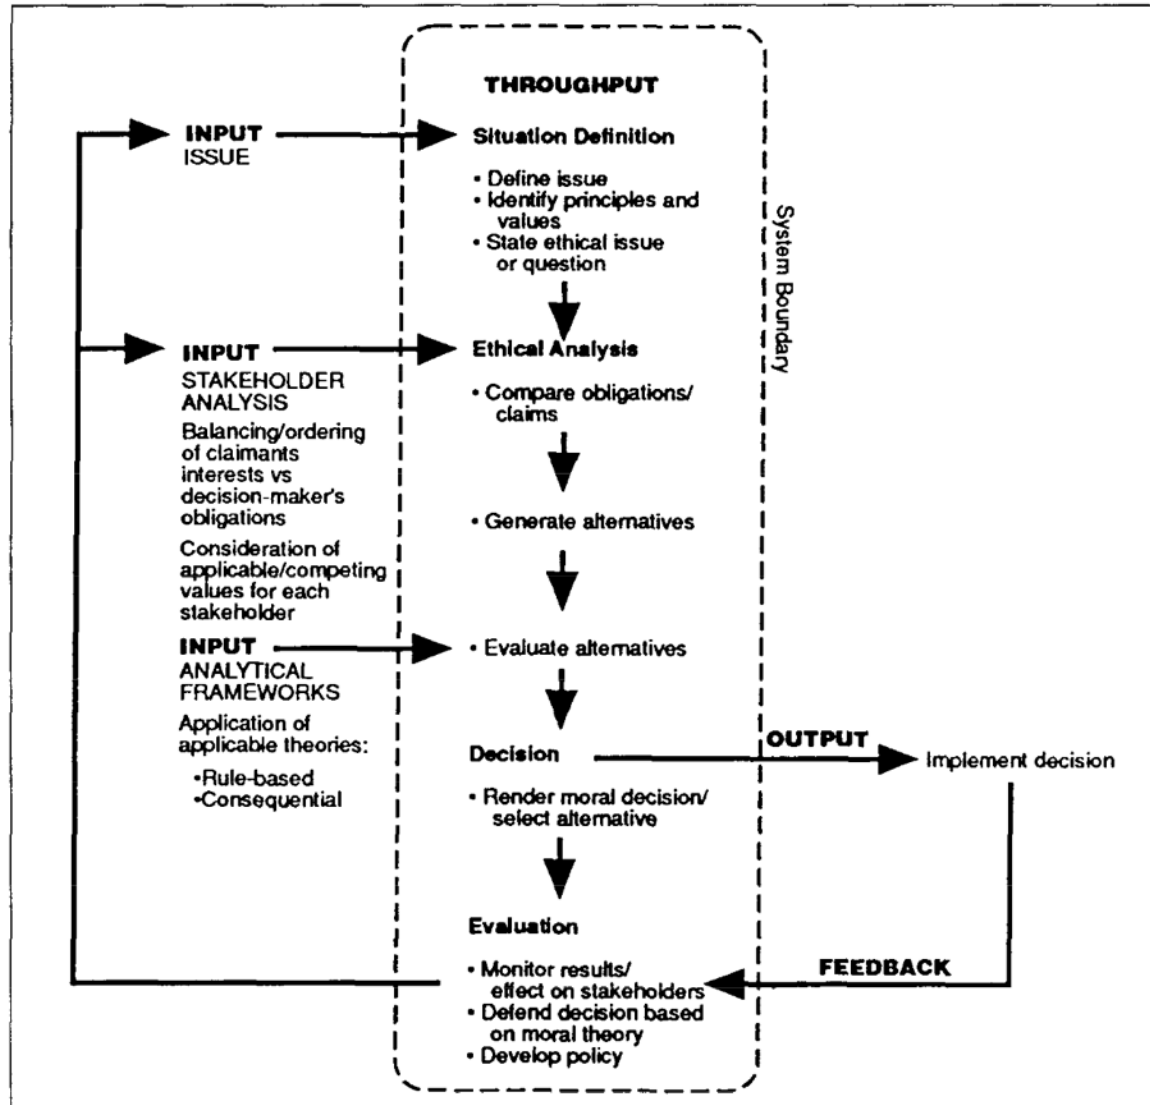 THROUGHPUT
INPUT
ISSUE
Situation Definition
• Define issue
• Identify principles and
values
• State ethical issue
or question
System Boundary
INPUT
STAKEHOLDER
ANALYSIS
Balancing/ordering
of claimants
interests vs
decision-maker's
obligations
Consideration of
applicable/competing
values for each
stakeholder
Ethical Analysis
• Compare obligations/
claims
• Generate alternatives
INPUT
ANALYTICAL
FRAMEWORKS
Application of
applicable theories:
•Rule-based
•Consequential
• Evaluate alternatives
Decision
• Render moral decision/
select alternative
OUTPUT
Implement decision
Evaluation
• Monitor results/
effect on stakeholders
• Defend decision based
on moral theory
• Develop policy
FEEDBACK